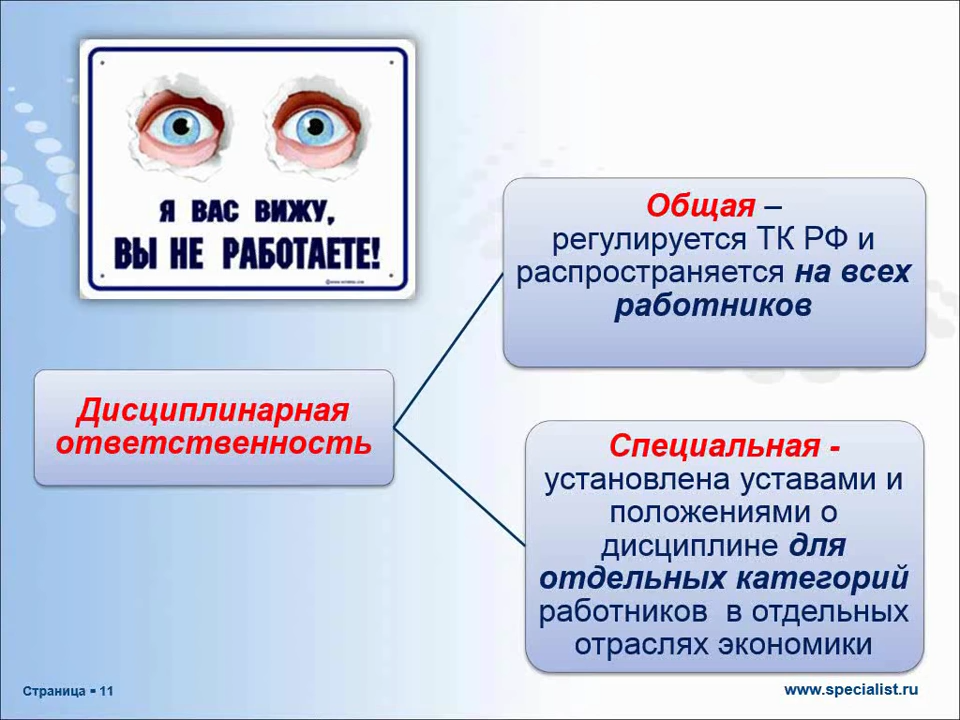 Я ВАС ВИЖУ,
ВЫ НЕ РАБОТАЕТЕ!
Общая –
регулируется ТК РФ и
распространяется на всех
работников
Дисциплинарная
ответственность
Специальная -
установлена уставами и
положениями о
дисциплине для
отдельных категорий
работников в отдельных
отраслях экономики
Страница ▪ 11
www.specialist.ru